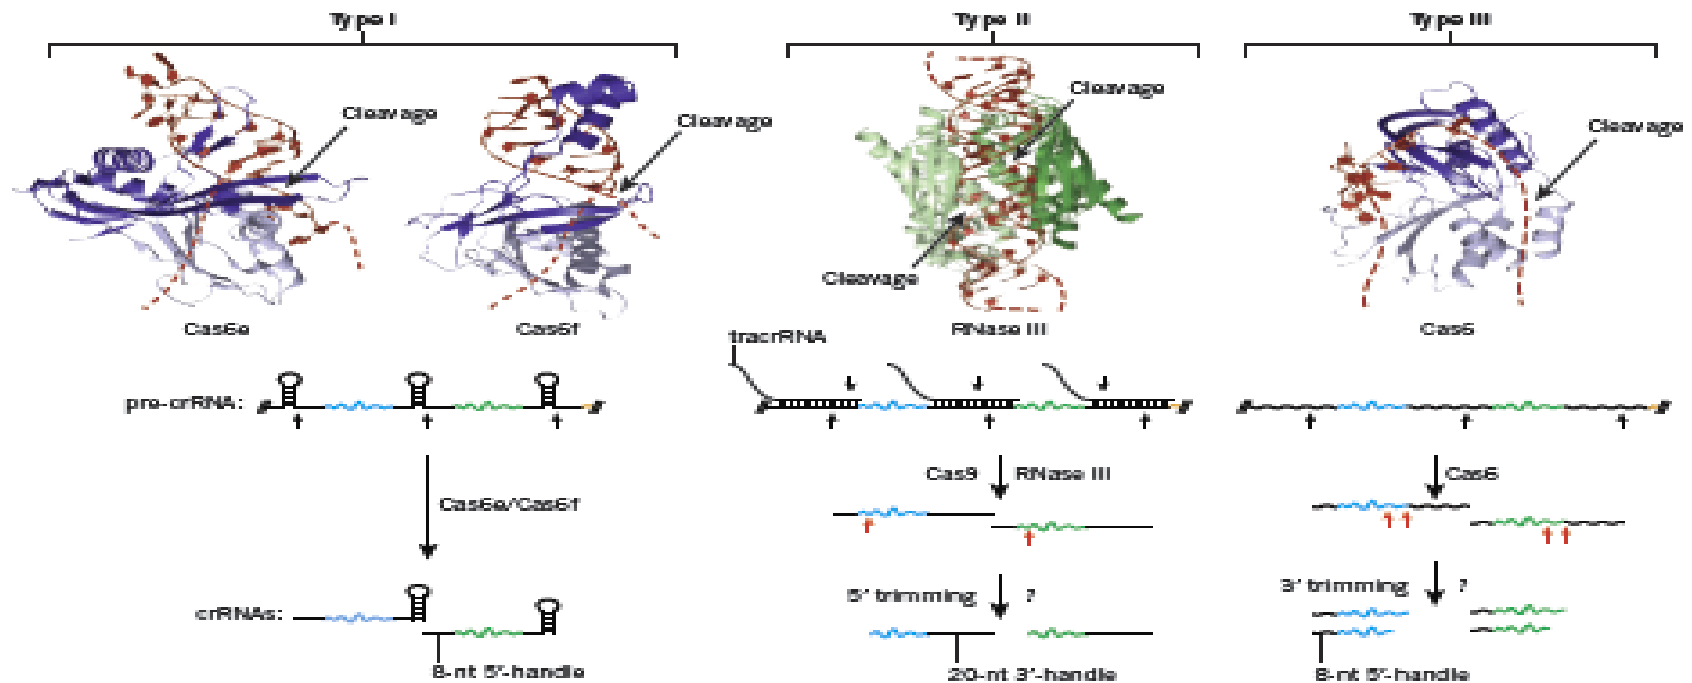 Type I
Type II
Type III
Cleavage
Cleavage
Cleavage
Cleavage
Cleavage
Cas6e
Cas6f
RNase III
Cas6
tracrRNA
pre-crRNA:
Cas6e/Cas6f
Cas9
RNase III
Cas6
5′ trimming
?
3′ trimming
?
crRNAs:
8-nt 5′-handle
20-nt 3′-handle
8-nt 5′-handle